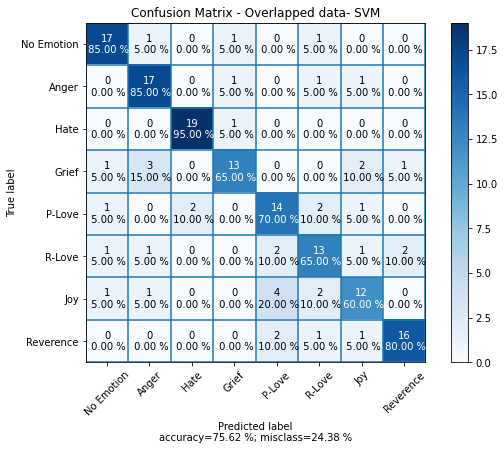 Confusion Matrix - Overlapped data- SVM
No Emotion 17 1 0 1 0 1 0 0
85.00 % 5.00 % 0.00 % 5.00 % 0.00 % 5.00 % 0.00 % 0.00 %
Anger 0 17 0 1 0 1 1 0
0.00 % 85.00 % 0.00 % 5.00 % 0.00 % 5.00 % 5.00 % 0.00 %
Hate 0 0 19 1 0 0 0 0
0.00 % 0.00 % 95.00 % 5.00 % 0.00 % 0.00 % 0.00 % 0.00 %
Grief 1 3 0 13 0 0 2 1
5.00 % 15.00 % 0.00 % 65.00 % 0.00 % 0.00 % 10.00 % 5.00 %
P-Love 1 0 2 0 14 2 1 0
5.00 % 0.00 % 10.00 % 0.00 % 70.00 % 10.00 % 5.00 % 0.00 %
R-Love 1 1 0 0 2 13 1 2
5.00 % 5.00 % 0.00 % 0.00 % 10.00 % 65.00 % 5.00 % 10.00 %
Joy 1 1 0 0 4 2 12 0
5.00 % 5.00 % 0.00 % 0.00 % 20.00 % 10.00 % 60.00 % 0.00 %
Reverence 0 0 0 0 2 1 1 16
0.00 % 0.00 % 0.00 % 0.00 % 10.00 % 5.00 % 5.00 % 80.00 %
True label
No Emotion Anger Hate Grief P-Love R-Love Joy Reverence
Predicted label
accuracy=75.62 %; misclass=24.38 %
17.5
15.0
12.5
10.0
7.5
5.0
2.5
0.0